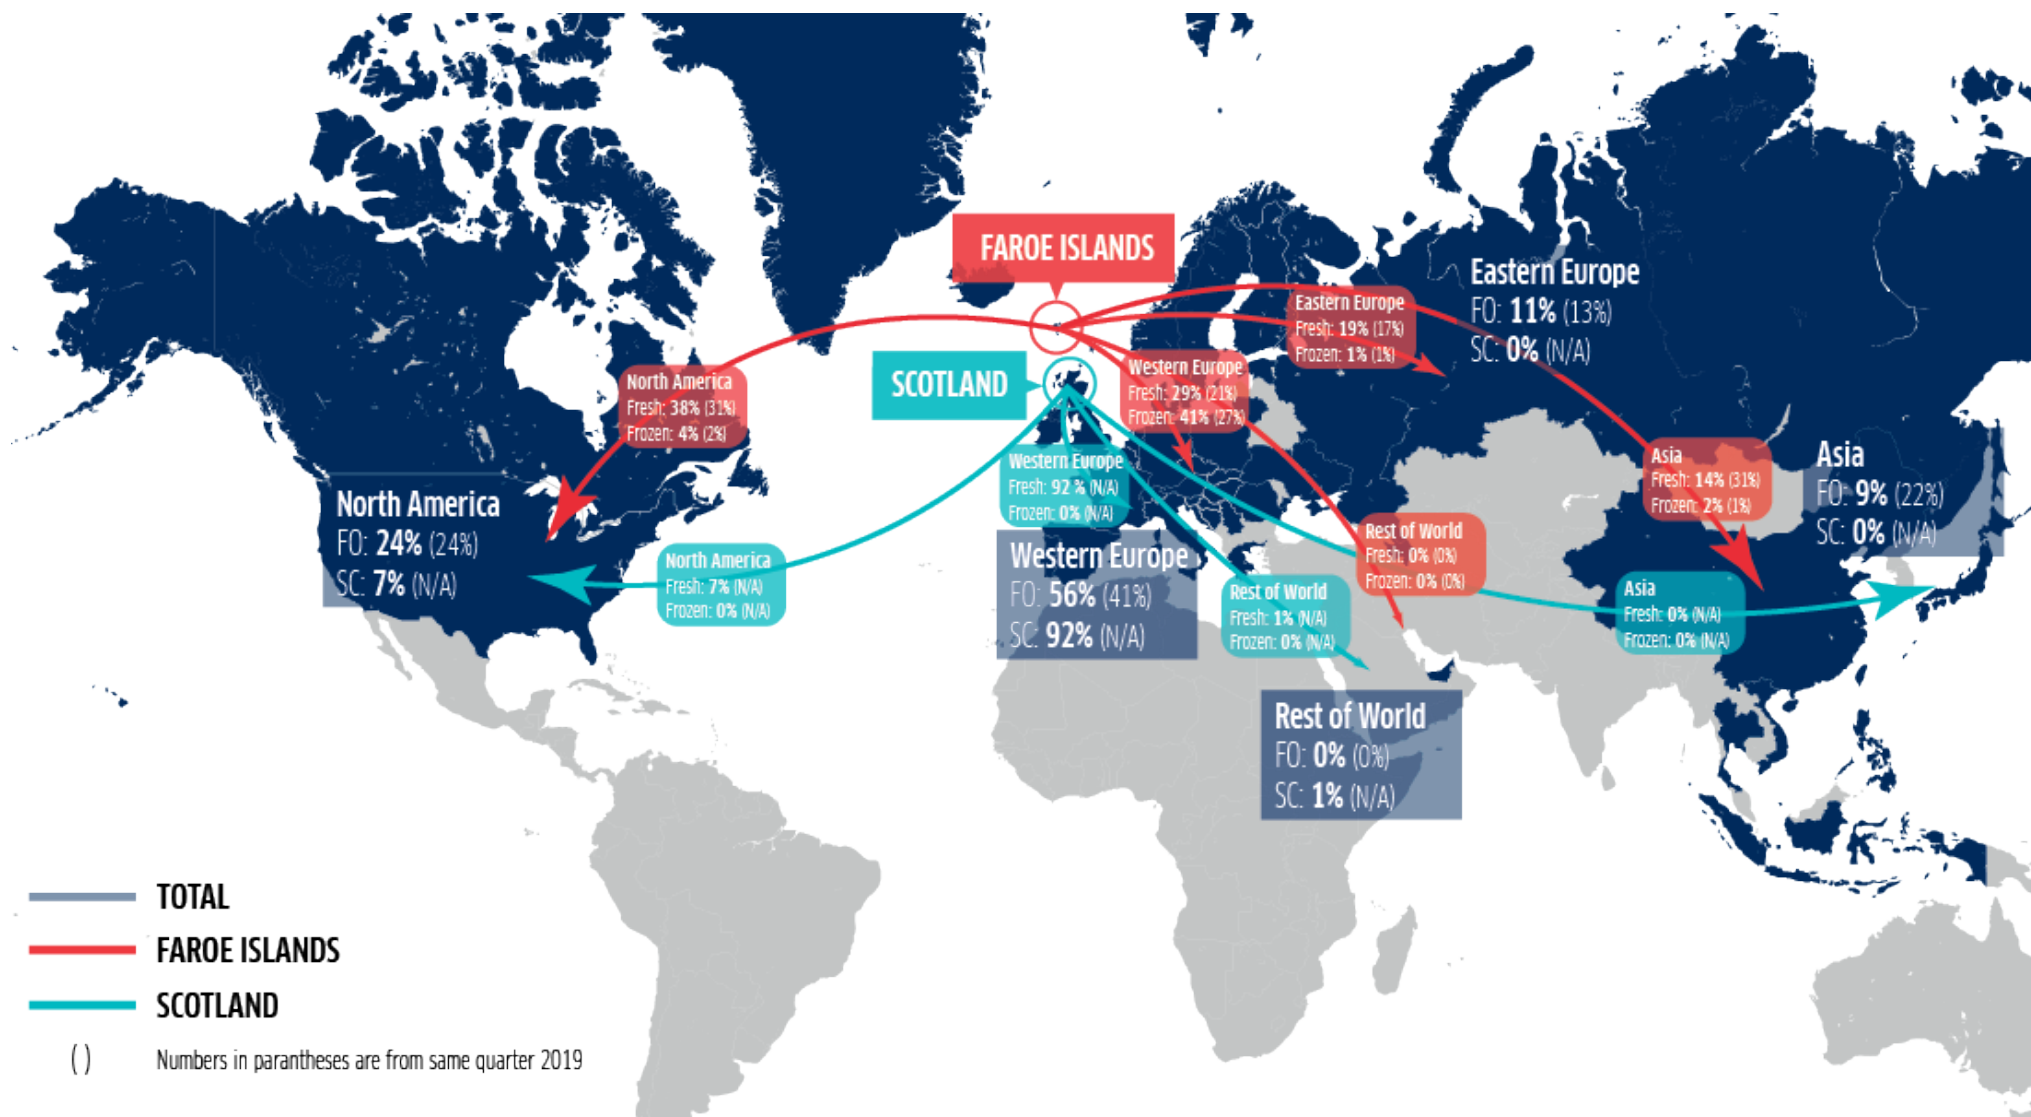 FAROE ISLANDS
SCOTLAND
Eastern Europe
Fresh: 19% (17%)
Frozen: 1% (1%)
Eastern Europe
FO: 11% (13%)
SC: 0% (N/A)
Western Europe
Fresh: 29% (21%)
Frozen: 41% (27%)
North America
Fresh: 38% (31%)
Frozen: 4% (2%)
North America
FO: 24% (24%)
SC: 7% (N/A)
North America
Fresh: 7% (N/A)
Frozen: 0% (N/A)
Western Europe
Fresh: 92 % (N/A)
Frozen: 0% (N/A)
Western Europe
FO: 56% (41%)
SC: 92% (N/A)
Asia
Fresh: 14% (31%)
Frozen: 2% (1%)
Asia
FO: 9% (22%)
SC: 0% (N/A)
Rest of World
Fresh: 0% (0%)
Frozen: 0% (0%)
Rest of World
Fresh: 1% (N/A)
Frozen: 0% (N/A)
Asia
Fresh: 0% (N/A)
Frozen: 0% (N/A)
Rest of World
FO: 0% (0%)
SC: 1% (N/A)
TOTAL
FAROE ISLANDS
SCOTLAND
( ) Numbers in parantheses are from same quarter 2019